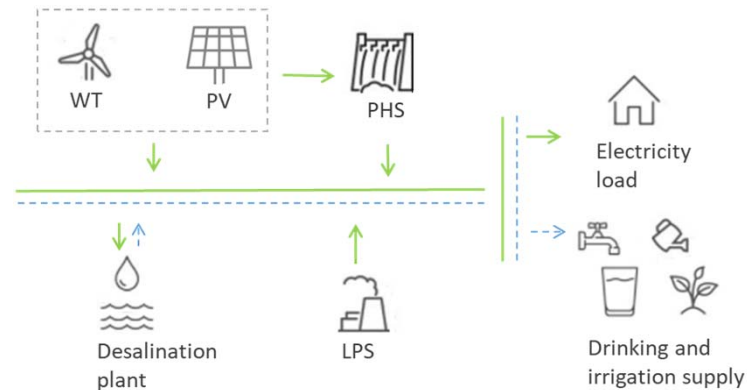 WT
PV
PHS
Electricity
load
Desalination
plant
LPS
Drinking and
irrigation supply